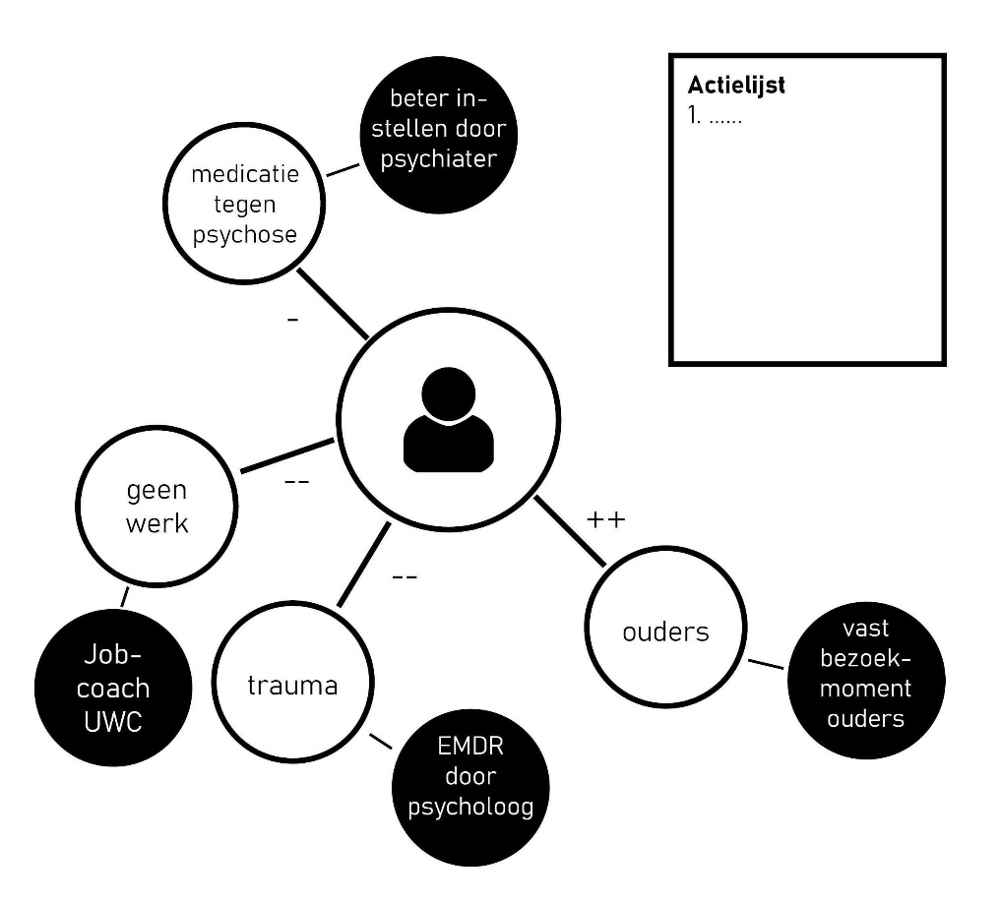 beter in-
stellen door
psychiater
Actielijst
1. ......
medicatie
tegen
psychose
-
--
geen
werk
--
++
Job-
coach
UWC
trauma
ouders
vast
bezoek-
moment
ouders
EMDR
door
psycholoog